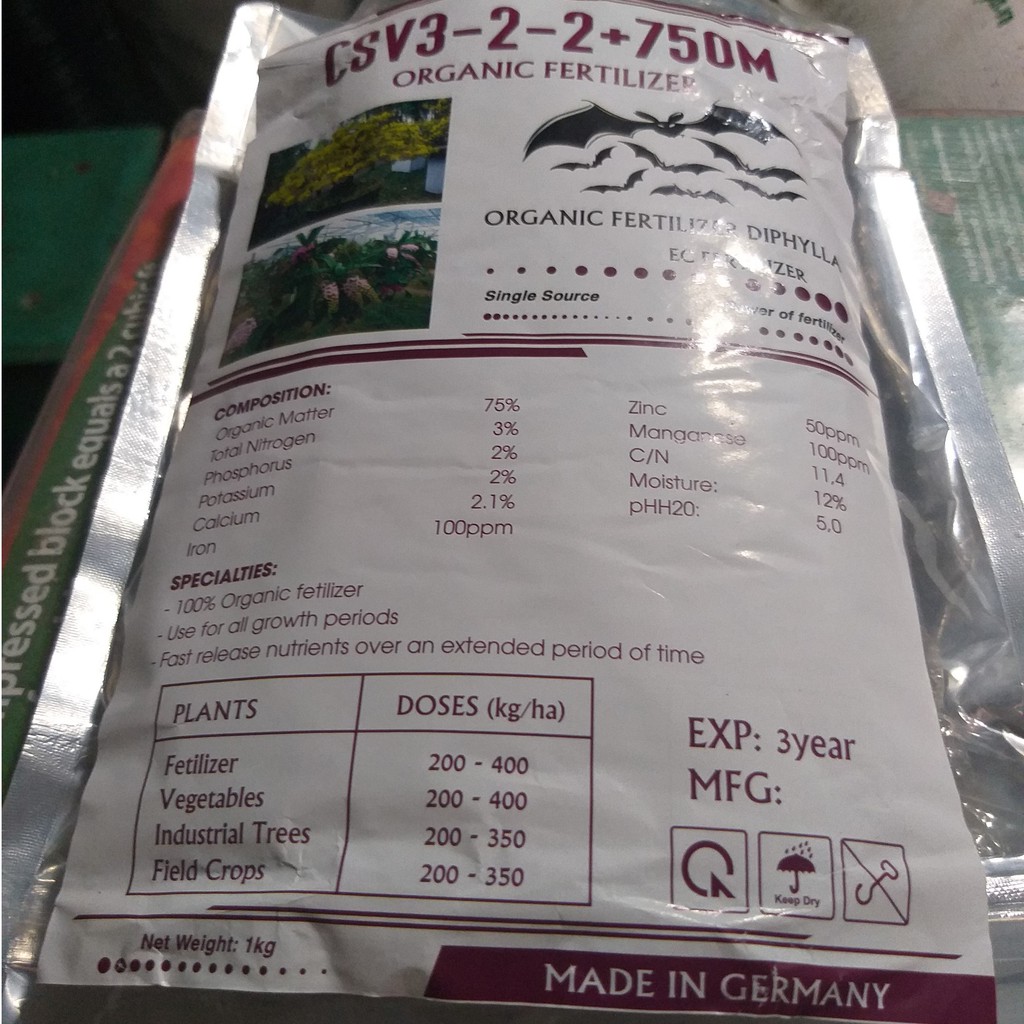 CSV3-2-2+75OM
ORGANIC FERTILIZER
ORGANIC FERTILIZER DIPHYLLA
Single Source
of fertilizer
COMPOSITION:
Organic Matter 75%
Total Nitrogen 3%
Phosphorus 2%
Potassium 2%
Calcium 2.1%
Iron 100ppm
Zinc 50ppm
Manganese 100ppm
C/N 11.4
Moisture: 12%
pHH20: 5,0
SPECIALTIES:
- 100% Organic fetilizer
- Use for all growth periods
- Fast release nutrients over an extended period of time
PLANTS DOSES (kg/ha)
Fetilizer 200 - 400
Vegetables 200 - 400
Industrial Trees 200 - 350
Field Crops 200 - 350
EXP: 3year
MFG:
Keep Dry
Net Weight: 1kg
MADE IN GERMANY
block equals a 2